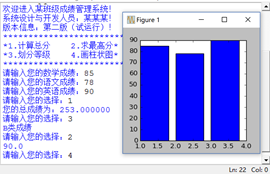 欢迎进入某班级成绩管理系统!
系统设计与开发人员,某某某!
版本信息,第二版(试运行)!
*1.计算总分 2.求最高分*
*3.划分等级 4.画柱状图*
请输入您的数学成绩:85
请输入您的语文成绩:78
请输入您的英语成绩:90
请输入您的选择:1
您的总成绩为:253.000000
请输入您的选择:3
B类成绩
请输入您的选择:2
90.0
请输入您的选择:4
Figure 1
90
80
70
60
50
40
30
20
10
0
1.0 1.5 2.0 2.5 3.0 3.5 4.0
Ln: 22 Col: 0